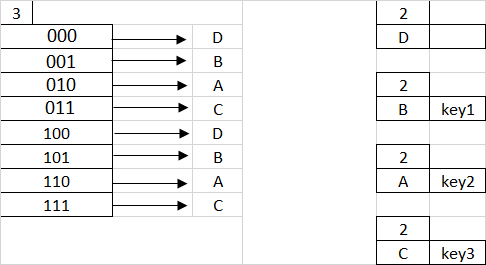 3
2
000 D
D
001 B
010 A
2
011 C
B key1
100 D
101 B
2
110 A
A key2
111 C
2
C key3